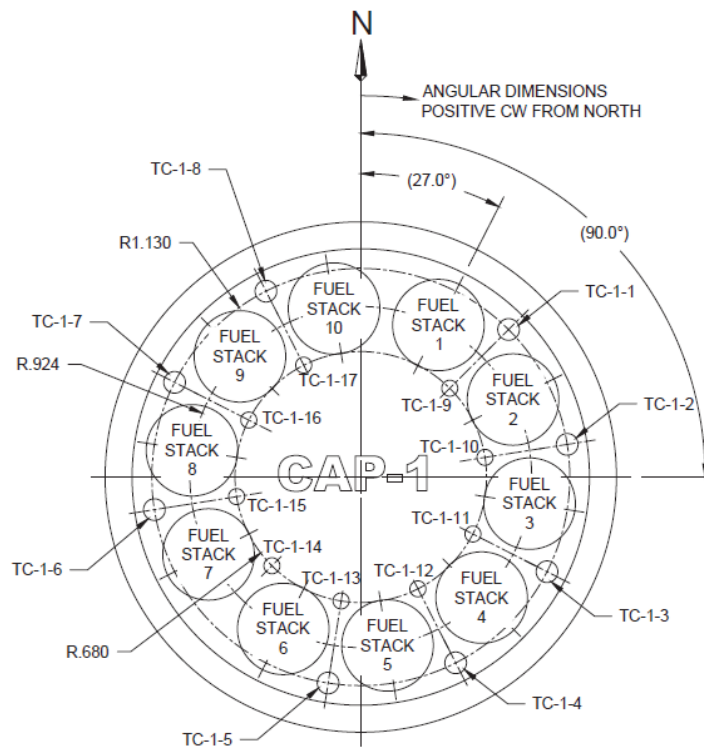 N
ANGULAR DIMENSIONS
POSITIVE CW FROM NORTH
TC-1-8
(27.0°)
R1.130
(90.0°)
TC-1-7
TC-1-1
FUEL
STACK
10
FUEL
STACK
1
FUEL
STACK
9
R.924
TC-1-17
TC-1-9
FUEL
STACK
2
TC-1-2
TC-1-16
FUEL
STACK
8
TC-1-10
CAP-1
FUEL
STACK
3
TC-1-15
TC-1-11
TC-1-6
FUEL
STACK
7
TC-1-14
TC-1-13
TC-1-12
FUEL
STACK
4
TC-1-3
FUEL
STACK
6
FUEL
STACK
5
R.680
TC-1-4
TC-1-5